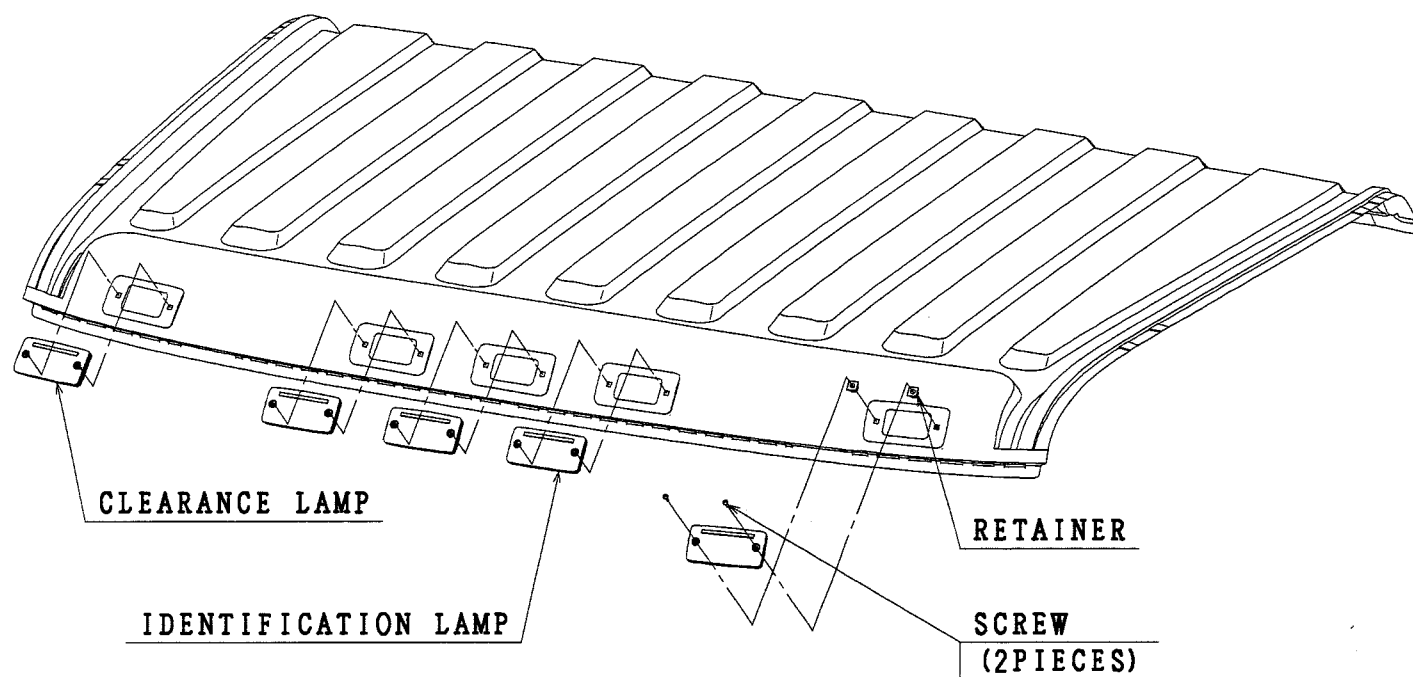 CLEARANCE LAMP
RETAINER
IDENTIFICATION LAMP
SCREW
(2PIECES)